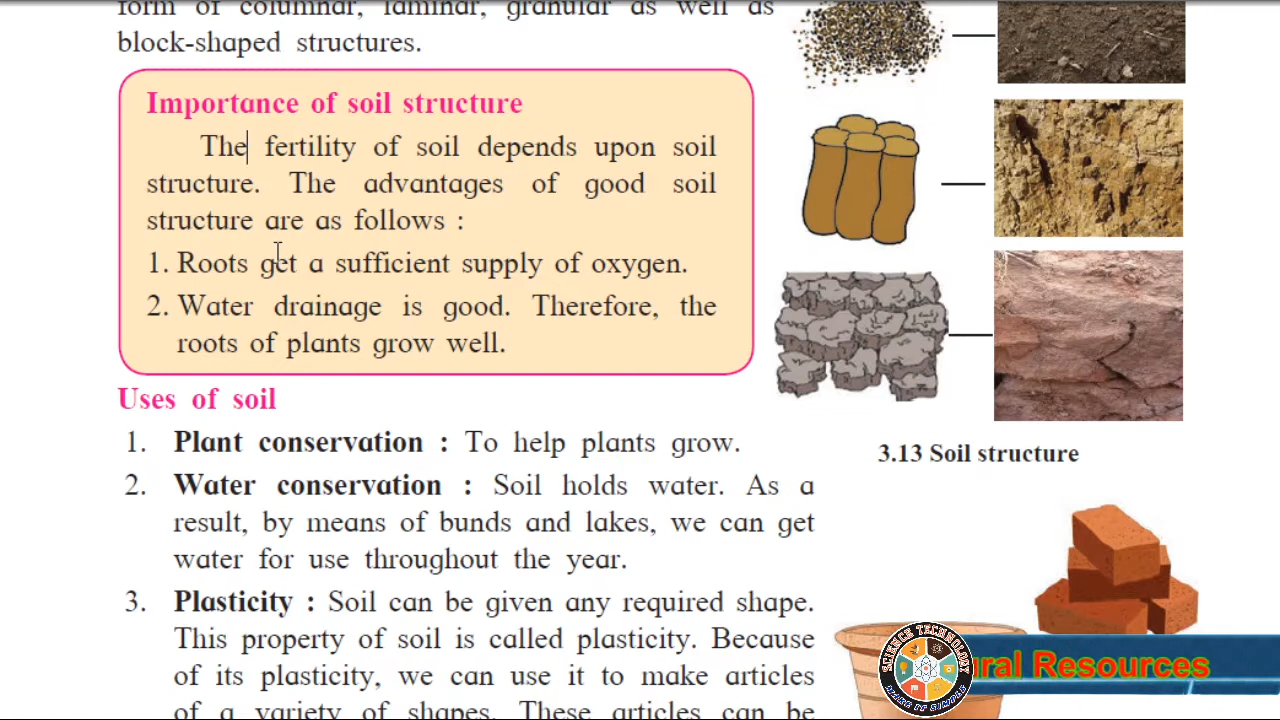 form of columnar, laminar, granular as well as
block-shaped structures.
Importance of soil structure
The fertility of soil depends upon soil
structure. The advantages of good soil
structure are as follows :
1. Roots get a sufficient supply of oxygen.
2. Water drainage is good. Therefore, the
roots of plants grow well.
Uses of soil
1. Plant conservation : To help plants grow.
2. Water conservation : Soil holds water. As a
result, by means of bunds and lakes, we can get
water for use throughout the year.
3. Plasticity : Soil can be given any required shape.
This property of soil is called plasticity. Because
of its plasticity, we can use it to make articles
of a variety of shapes. These articles can be
3.13 Soil structure
SCIENCE TECHNOLOGY
MAKE IT SIMPLE
ural Resources